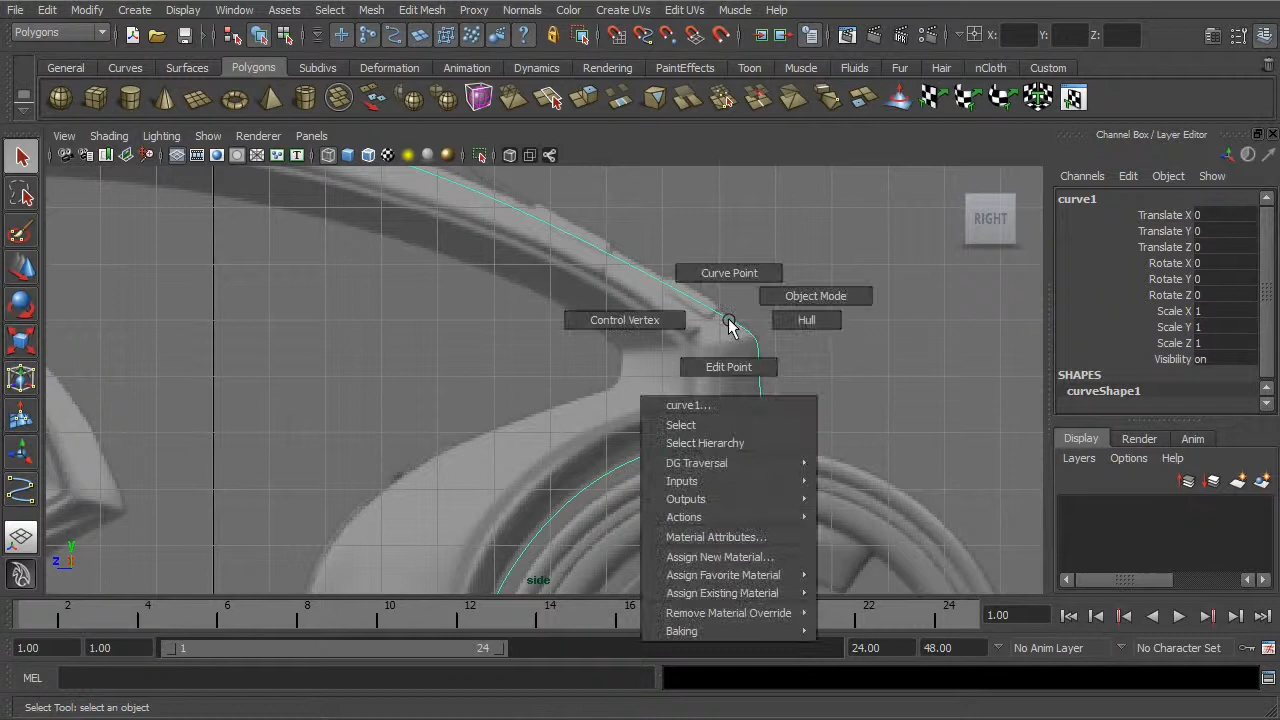 File Edit Modify Create Display Window Assets Select Mesh Edit Mesh Proxy Normals Color Create UVs Edit UVs Muscle Help
Polygons X: Y: Z:
General Curves Surfaces Polygons Subdivs Deformation Animation Dynamics Rendering PaintEffects Toon Muscle Fluids Fur Hair nCloth Custom
View Shading Lighting Show Renderer Panels
Channel Box / Layer Editor
Channels Edit Object Show
curve1
Translate X 0
Translate Y 0
Translate Z 0
Rotate X 0
Rotate Y 0
Rotate Z 0
Scale X 1
Scale Y 1
Scale Z 1
Visibility on
SHAPES
curveShape1
RIGHT
Curve Point
Object Mode
Control Vertex
Hull
Edit Point
curve1...
Select
Select Hierarchy
DG Traversal
Inputs
Outputs
Actions
Material Attributes...
Assign New Material...
Assign Favorite Material
Assign Existing Material
Remove Material Override
Baking
Display Render Anim
Layers Options Help
y
z
side
2 4 6 8 10 12 14 16 22 24
1.00
1.00 1.00 1 24 24.00 48.00 No Anim Layer No Character Set
MEL
Select Tool: select an object